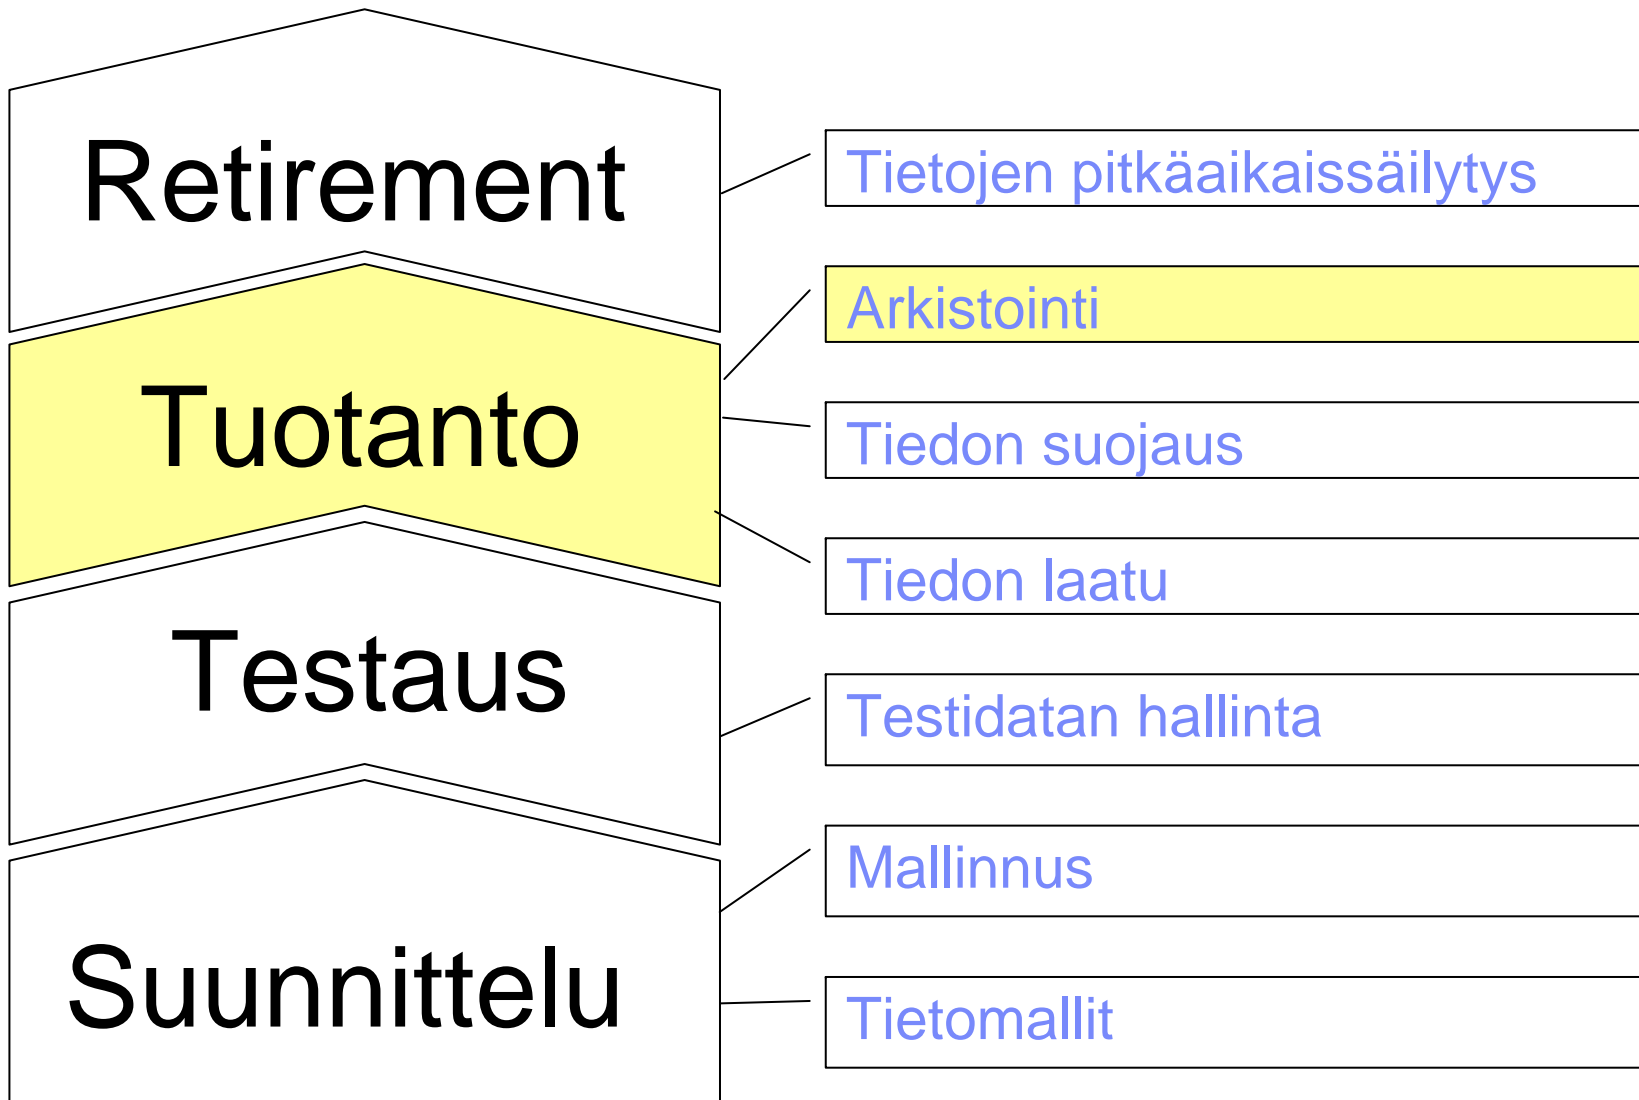 Retirement
Tietojen pitkäaikaissäilytys
Tuotanto
Arkistointi
Tiedon suojaus
Tiedon laatu
Testaus
Testidatan hallinta
Suunnittelu
Mallinnus
Tietomallit